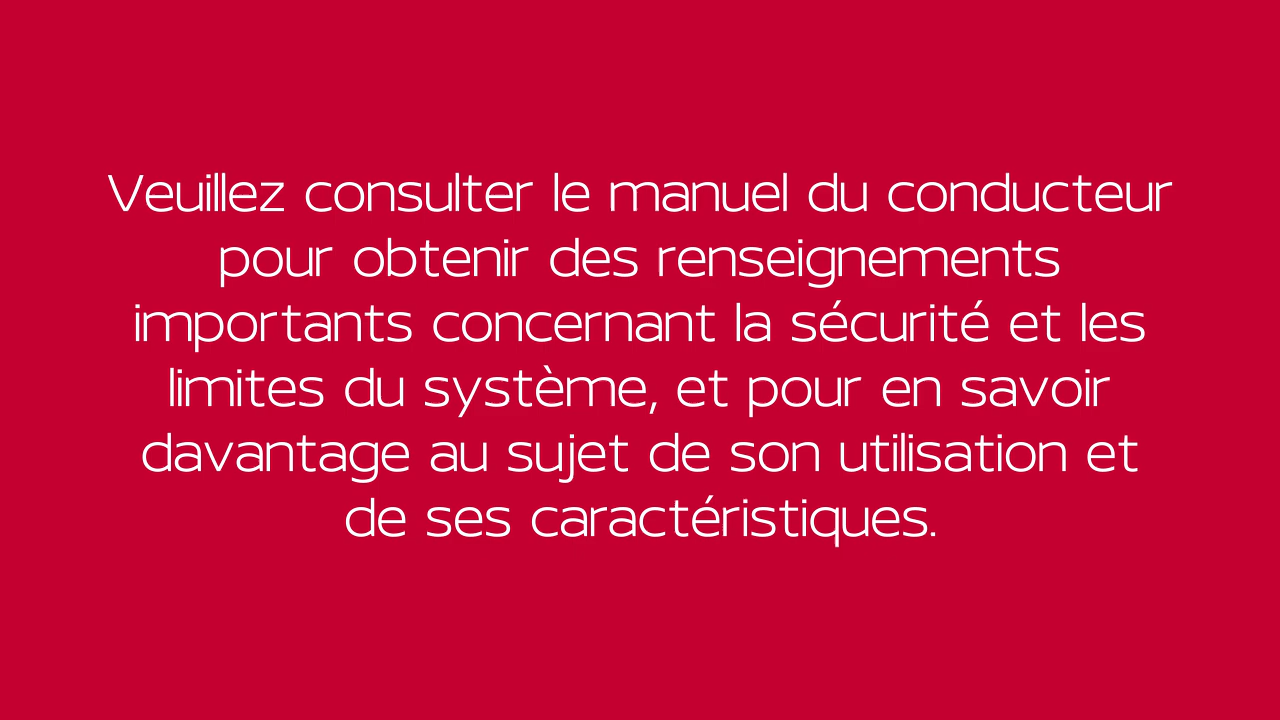 Veuillez consulter le manuel du conducteur
pour obtenir des renseignements
importants concernant la sécurité et les
limites du système, et pour en savoir
davantage au sujet de son utilisation et
de ses caractéristiques.